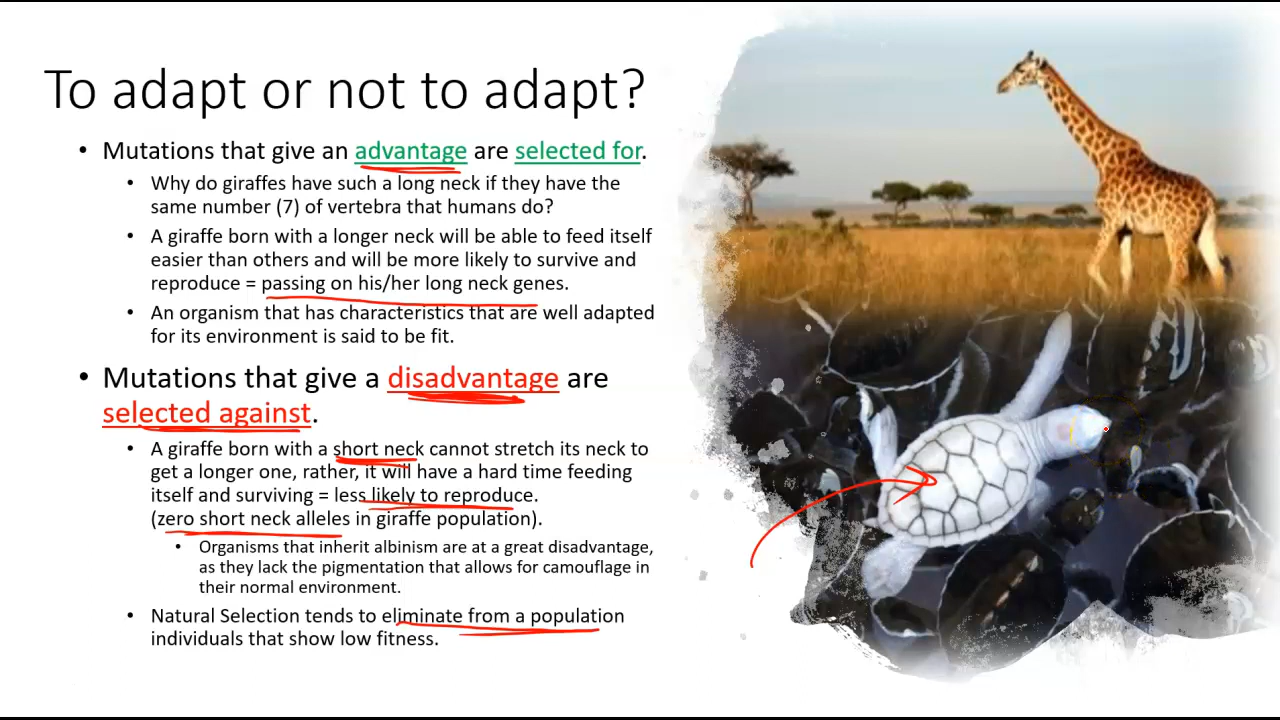 To adapt or not to adapt?
• Mutations that give an advantage are selected for.
• Why do giraffes have such a long neck if they have the
same number (7) of vertebra that humans do?
• A giraffe born with a longer neck will be able to feed itself
easier than others and will be more likely to survive and
reproduce = passing on his/her long neck genes.
• An organism that has characteristics that are well adapted
for its environment is said to be fit.
• Mutations that give a disadvantage are
selected against.
• A giraffe born with a short neck cannot stretch its neck to
get a longer one, rather, it will have a hard time feeding
itself and surviving = less likely to reproduce.
(zero short neck alleles in giraffe population).
• Organisms that inherit albinism are at a great disadvantage,
as they lack the pigmentation that allows for camouflage in
their normal environment.
• Natural Selection tends to eliminate from a population
individuals that show low fitness.